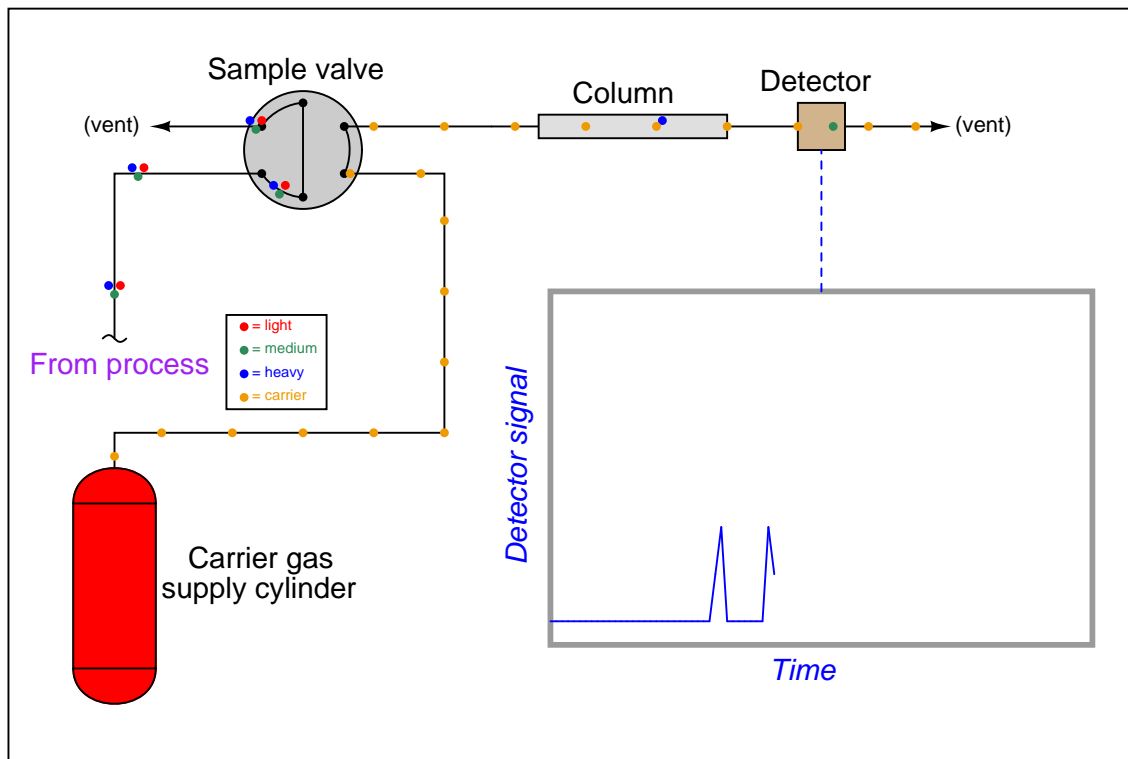 Sample valve
Column
Detector
(vent)
(vent)
From process
= light
= medium
= heavy
= carrier
Carrier gas
supply cylinder
Detector signal
Time